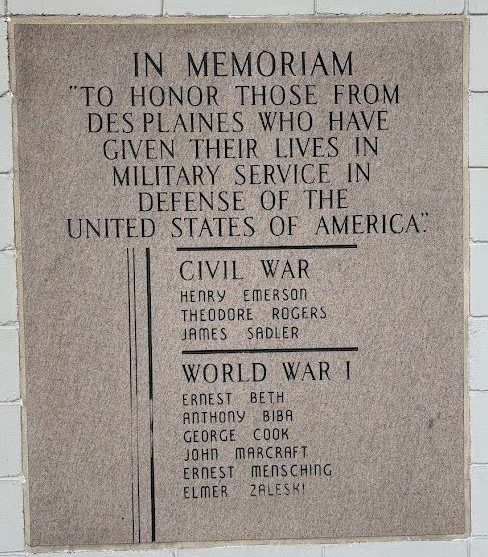 IN MEMORIAM
"TO HONOR THOSE FROM
DES PLAINES WHO HAVE
GIVEN THEIR LIVES IN
MILITARY SERVICE IN
DEFENSE OF THE
UNITED STATES OF AMERICA."
CIVIL WAR
HENRY EMERSON
THEODORE ROGERS
JAMES SADLER
WORLD WAR I
ERNEST BETH
ANTHONY BIBA
GEORGE COOK
JOHN MARCRAFT
ERNEST MENSCHING
ELMER ZALESKI